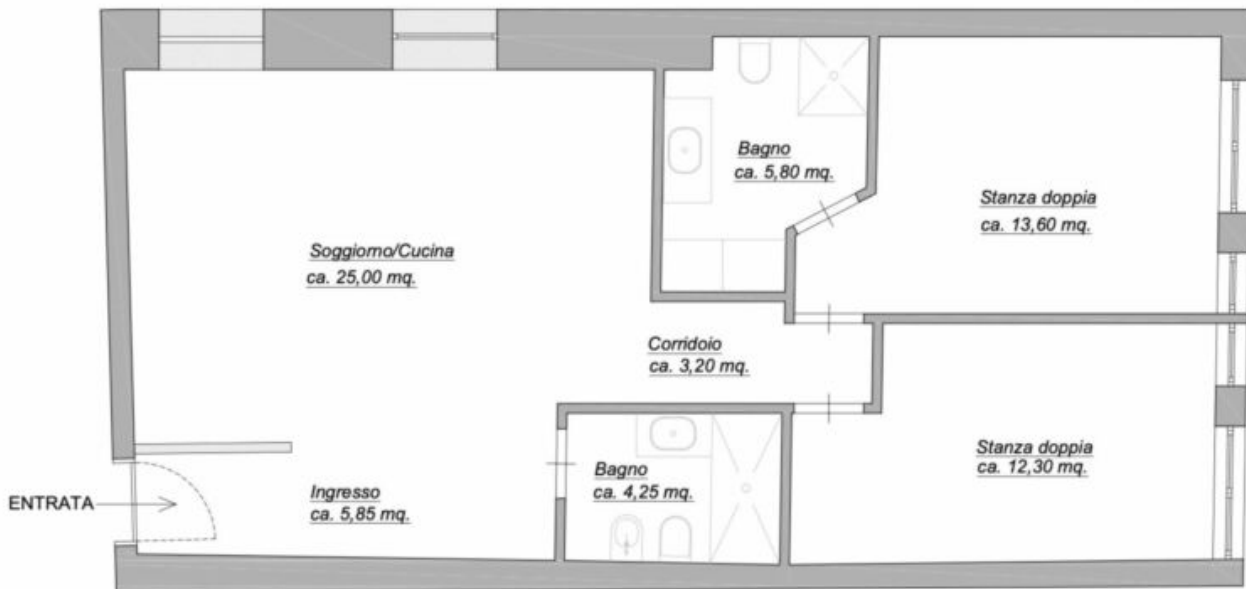 Bagno
ca. 5,80 mq.
Stanza doppia
ca. 13,60 mq.
Soggiorno/Cucina
ca. 25,00 mq.
Corridoio
ca. 3,20 mq.
Stanza doppia
ca. 12,30 mq.
Bagno
ca. 4,25 mq.
Ingresso
ca. 5,85 mq.
ENTRATA